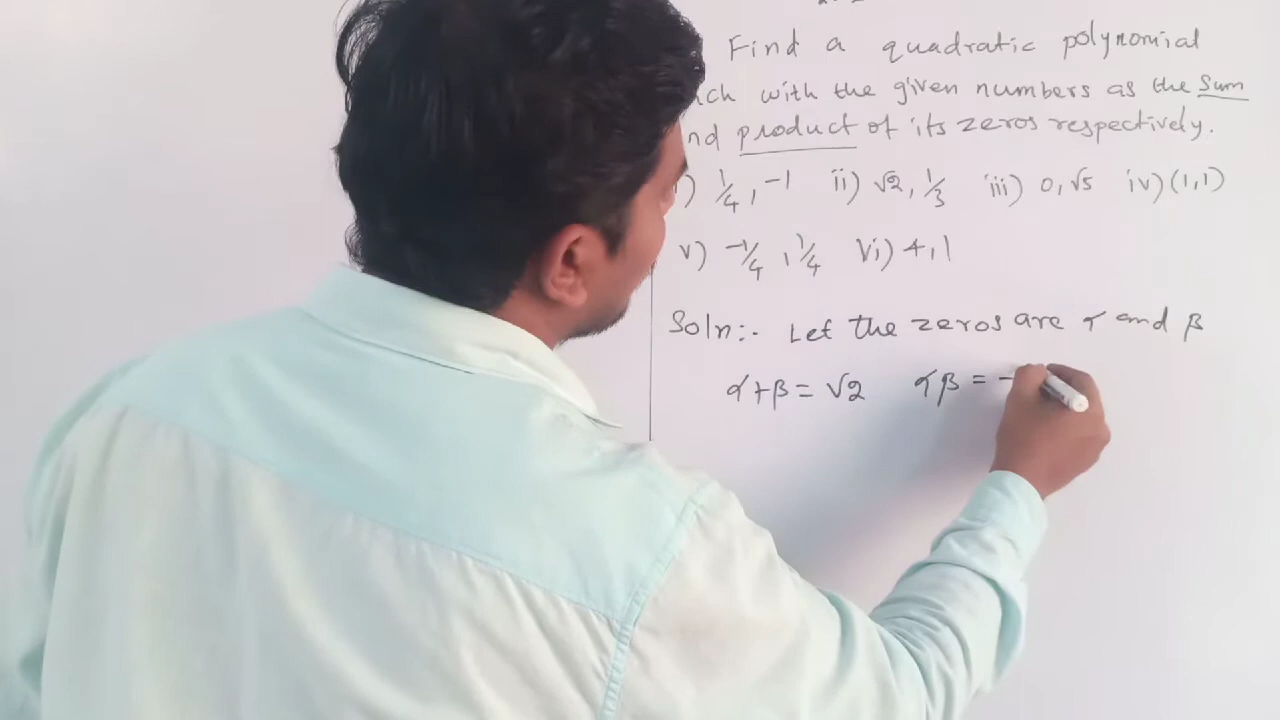 Find a quadratic polynomial
with the given numbers as the Sum
product of its zeros respectively.
) 1/4, -1 ii) √2, 1/3 iii) 0, √5 iv) (1,1)
v) -1/4, 1/4 vi) 4, 1
Soln:- Let the zeros are α and β
α+β = √2 αβ =